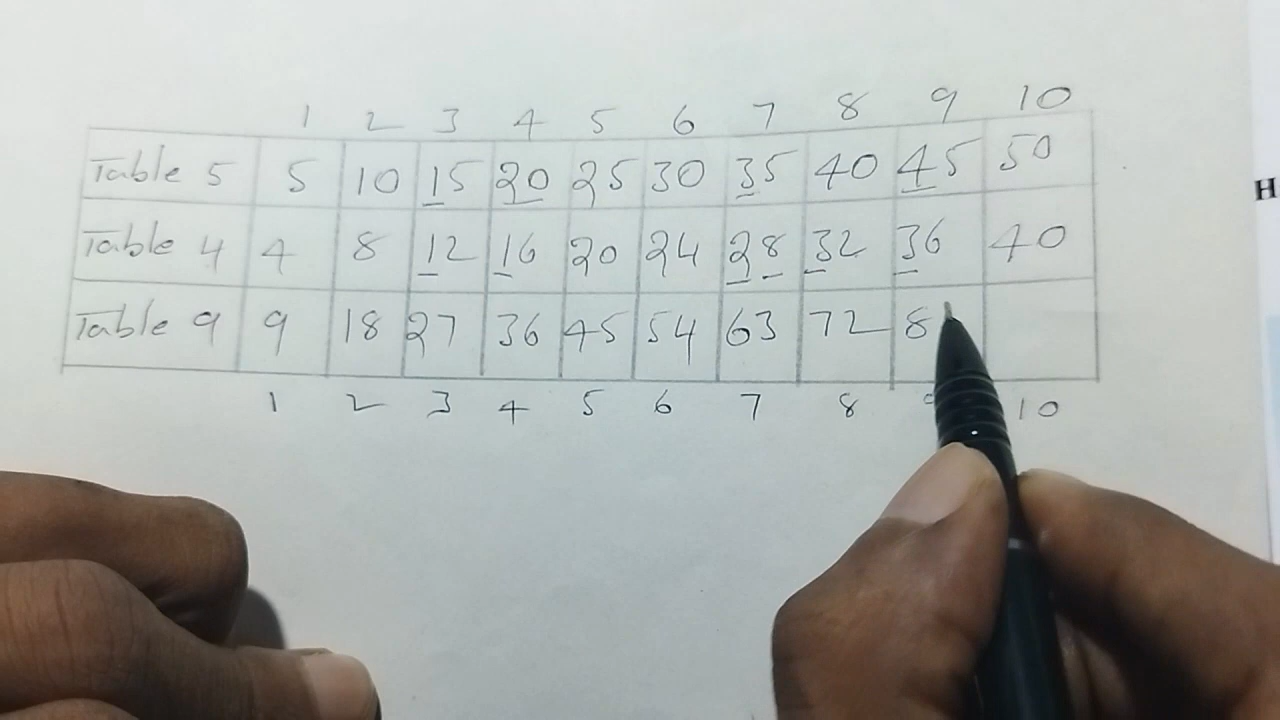 1 2 3 4 5 6 7 8 9 10
Table 5 5 10 15 20 25 30 35 40 45 50
Table 4 4 8 12 16 20 24 28 32 36 40
Table 9 9 18 27 36 45 54 63 72 8
1 2 3 4 5 6 7 8 10
H